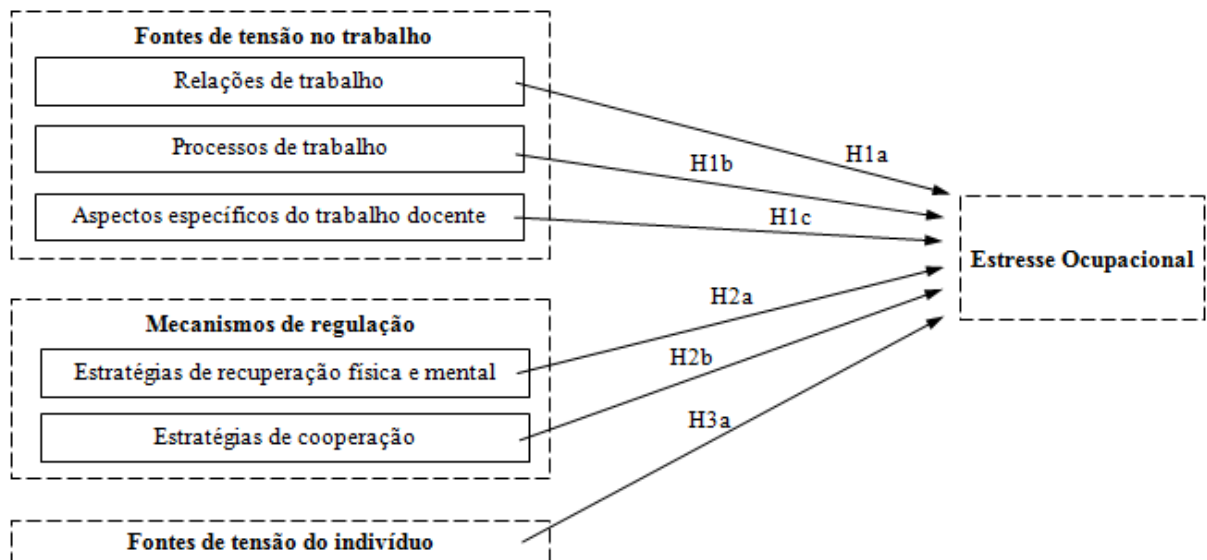 Fontes de tensão no trabalho
Relações de trabalho
Processos de trabalho
Aspectos específicos do trabalho docente
H1a
H1b
H1c
Estresse Ocupacional
Mecanismos de regulação
Estratégias de recuperação física e mental
Estratégias de cooperação
H2a
H2b
H3a
Fontes de tensão do indivíduo